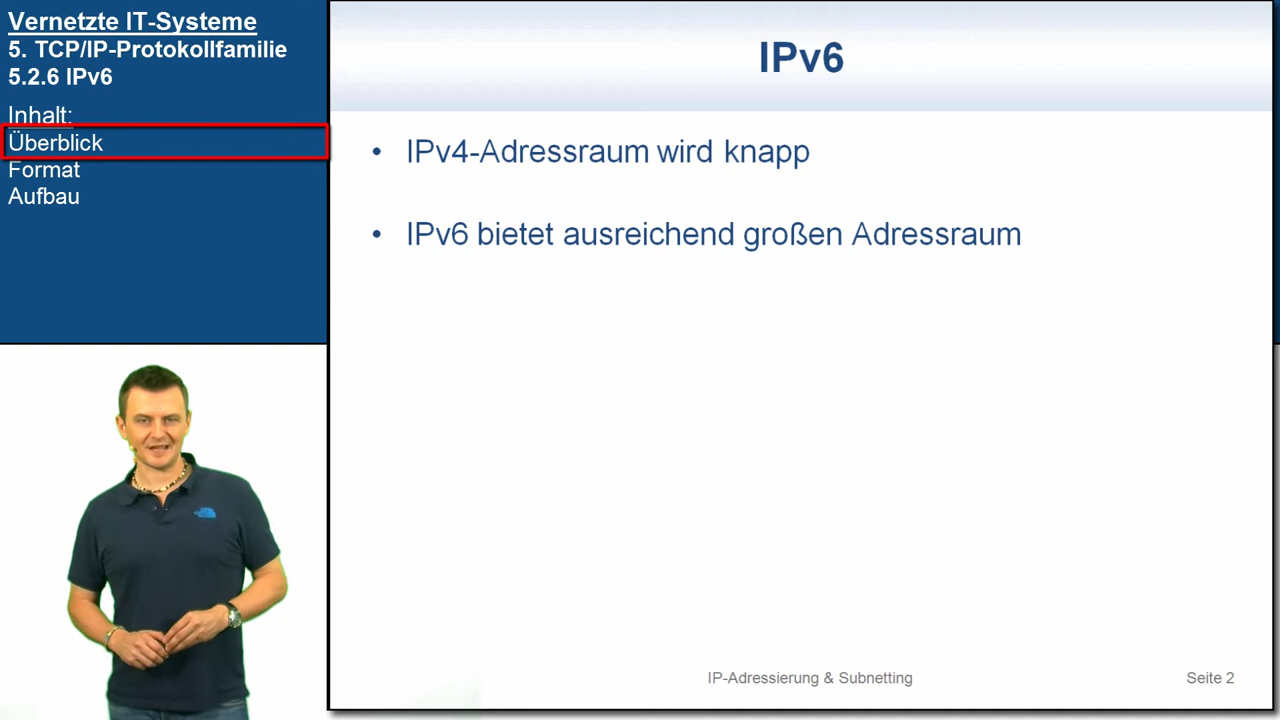 Vernetzte IT-Systeme
5. TCP/IP-Protokollfamilie
5.2.6 IPv6
Inhalt:
Überblick
Format
Aufbau
IPv6
• IPv4-Adressraum wird knapp
• IPv6 bietet ausreichend großen Adressraum
IP-Adressierung & Subnetting
Seite 2